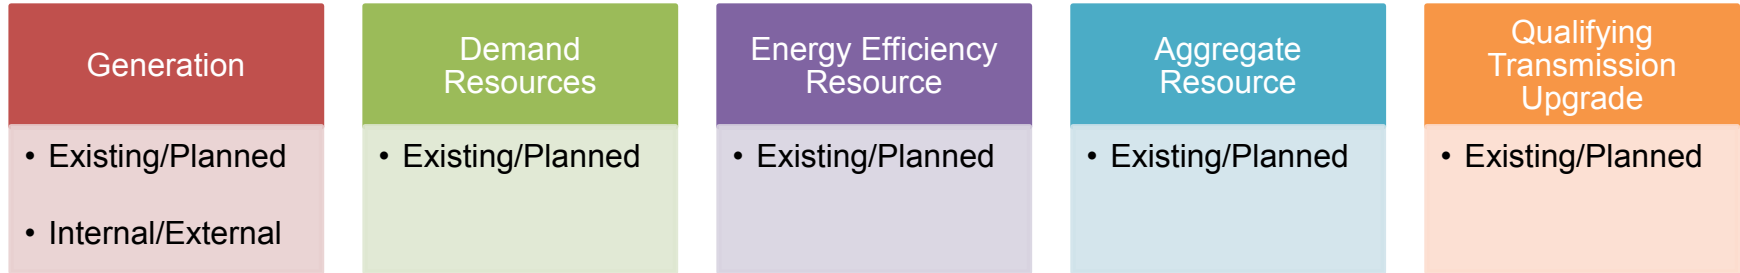 Generation
• Existing/Planned
• Internal/External
Demand
Resources
• Existing/Planned
Energy Efficiency
Resource
• Existing/Planned
Aggregate
Resource
• Existing/Planned
Qualifying
Transmission
Upgrade
• Existing/Planned